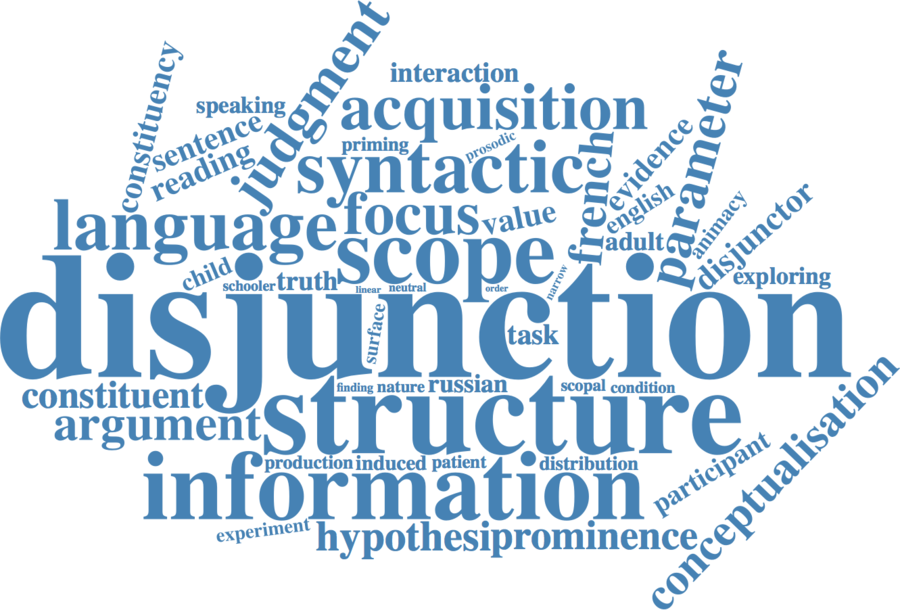 judgment
constituency
interaction
parameter
speaking
acquisition
sentence
evidence
priming
prosodic
french
reading
syntactic
english
animacy
disjunctor
language
focus
value
adult
scope
child
schooler
truth
linear
neutral
order
narrow
exploring
disjunction
surface
task
constituent
finding
nature
russian
scopal
condition
conceptualisation
argument
structure
production
induced
patient
distribution
participant
information
experiment
hypothesi
prominence